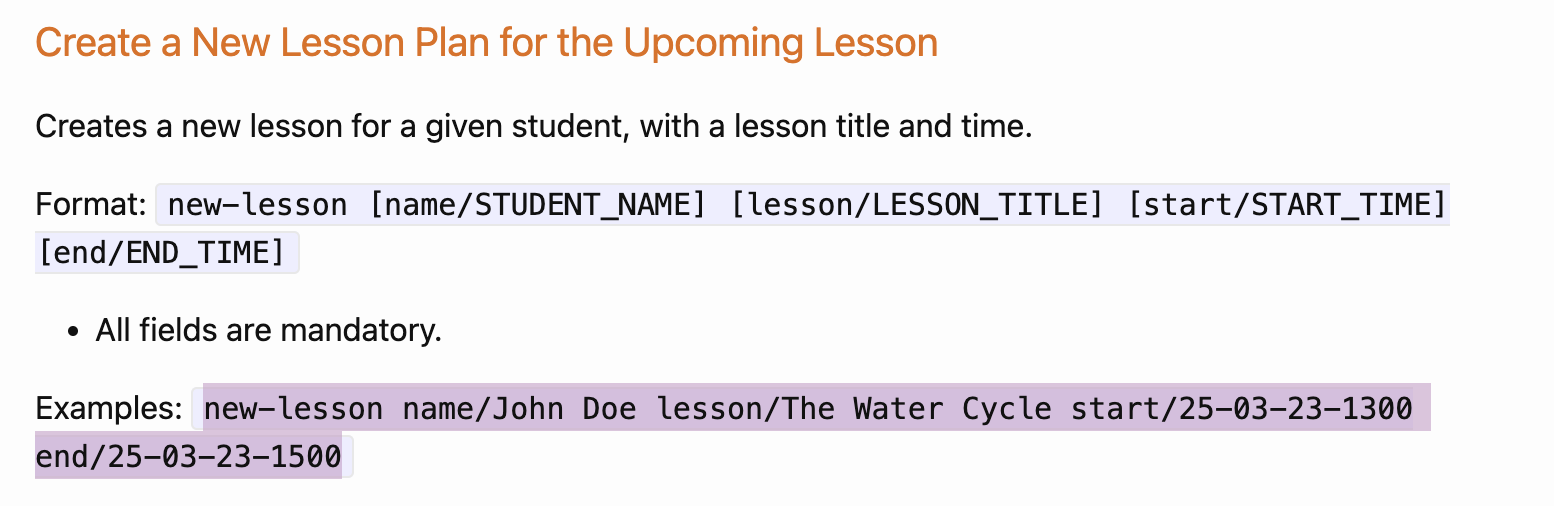 Create a New Lesson Plan for the Upcoming Lesson
Creates a new lesson for a given student, with a lesson title and time.
Format: new-lesson [name/STUDENT_NAME] [lesson/LESSON_TITLE] [start/START_TIME]
[end/END_TIME]
• All fields are mandatory.
Examples: new-lesson name/John Doe lesson/The Water Cycle start/25-03-23-1300
end/25-03-23-1500